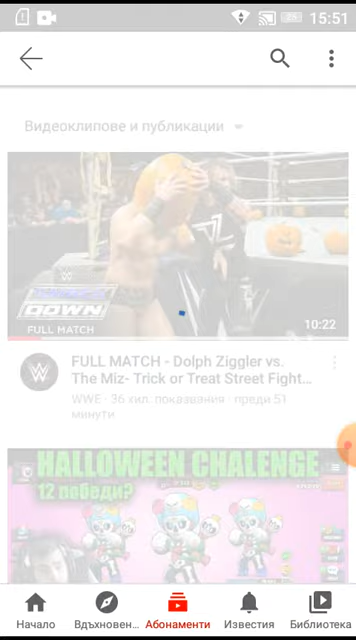 15:51
Видеоклипове и публикации
DOWN
FULL MATCH
10:22
FULL MATCH - Dolph Ziggler vs.
The Miz- Trick or Treat Street Fight...
WWE · 36 хил. показвания · преди 51
минути
HALLOWEEN CHALENGE
12 победи?
Начало
Вдъхновен...
Абонаменти
Известия
Библиотека